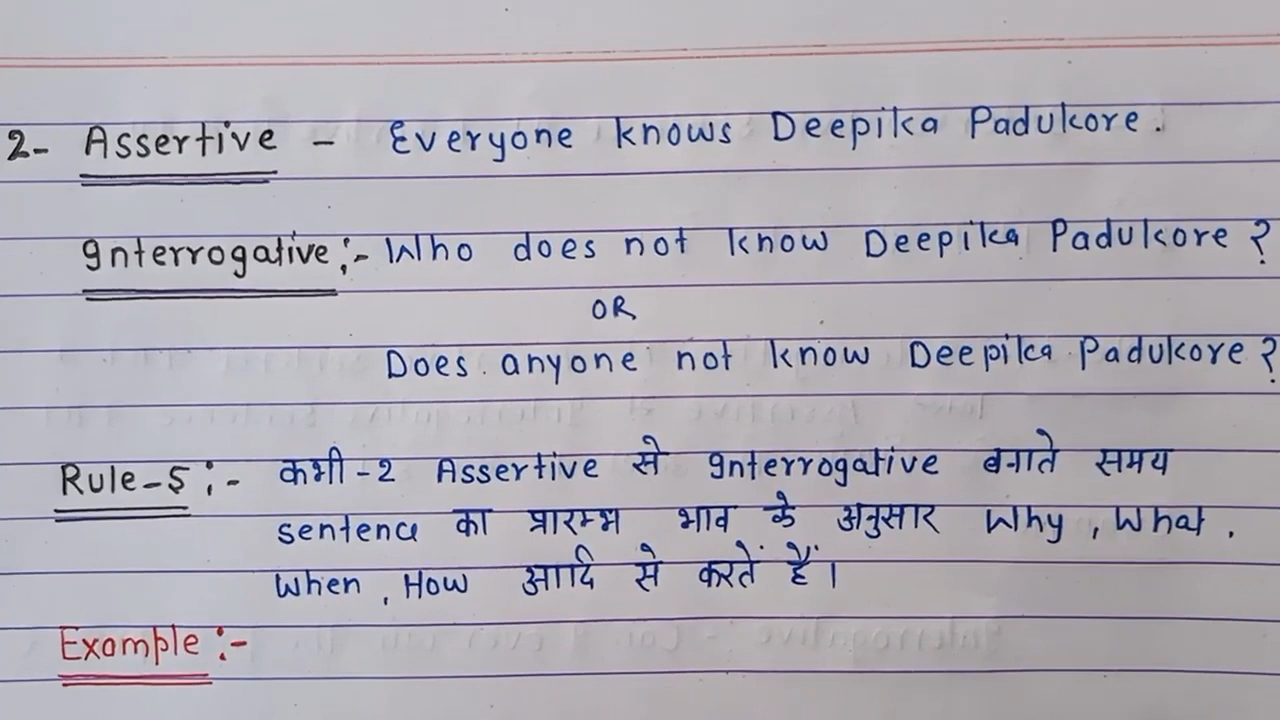 2- Assertive - Everyone knows Deepika Padukore.
Interrogative :- Who does not know Deepika Padukore ?
OR
Does anyone not know Deepika Padukore ?
Rule-5 :- कभी-2 Assertive से Interrogative बनाते समय
sentence का प्रारम्भ भाव के अनुसार Why, What.
When, How आदि से करतें हैं।
Example :-